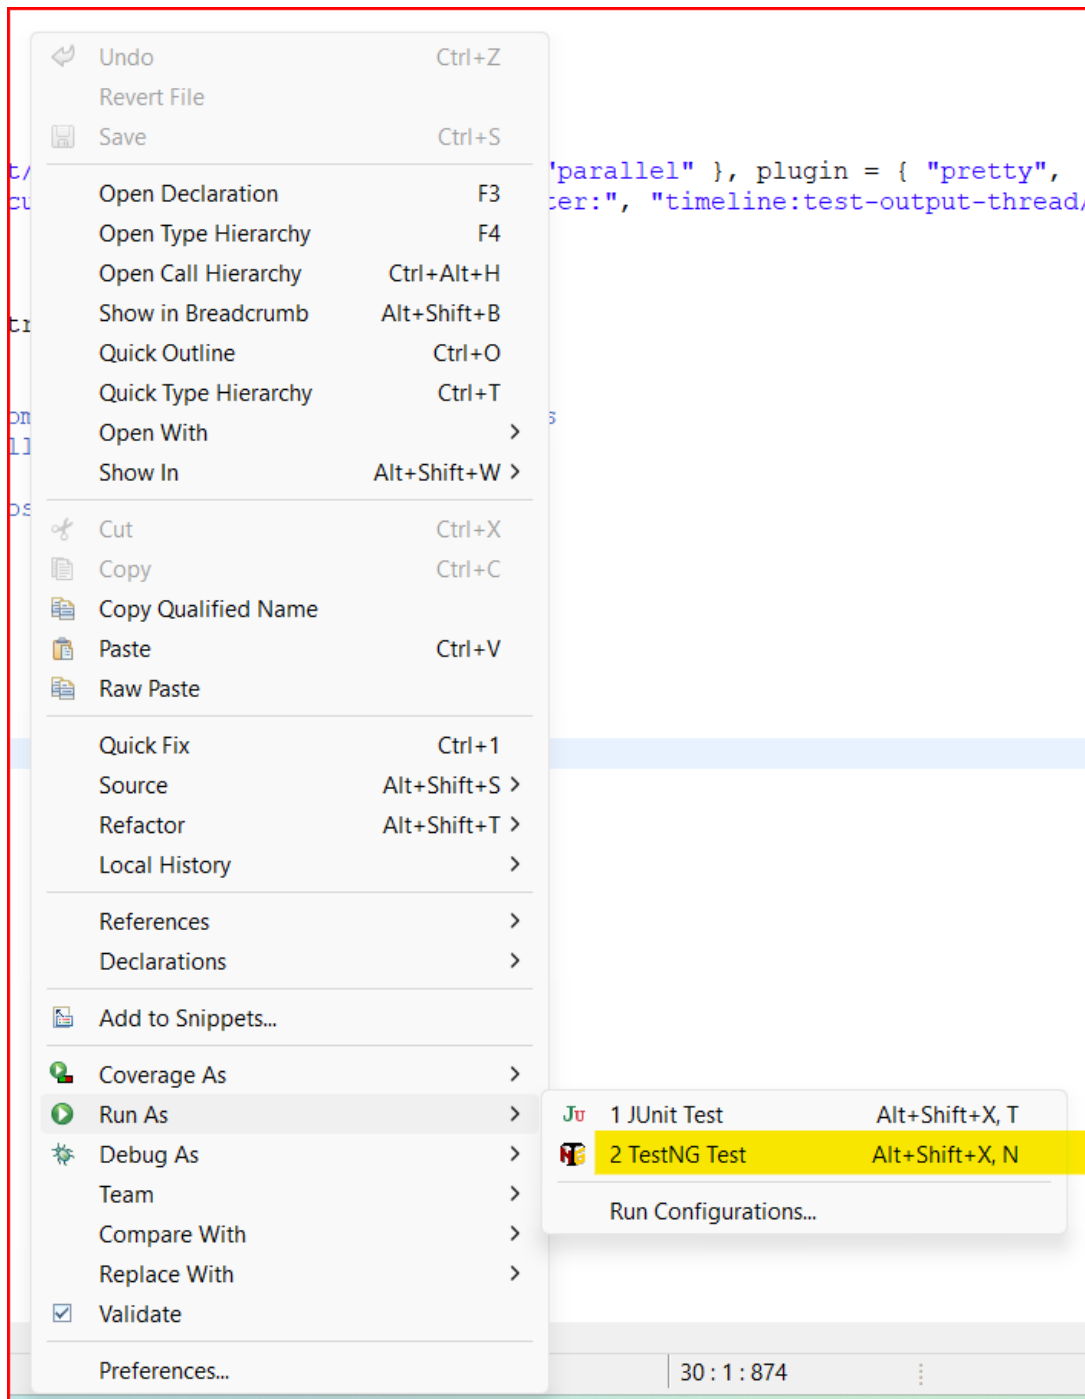 Undo Ctrl+Z
Revert File
Save Ctrl+S
t/ "parallel" }, plugin = { "pretty",
cu ter:", "timeline:test-output-thread/
Open Declaration F3
Open Type Hierarchy F4
Open Call Hierarchy Ctrl+Alt+H
Show in Breadcrumb Alt+Shift+B
Quick Outline Ctrl+O
Quick Type Hierarchy Ctrl+T
Open With
Show In Alt+Shift+W
Cut Ctrl+X
Copy Ctrl+C
Copy Qualified Name
Paste Ctrl+V
Raw Paste
Quick Fix Ctrl+1
Source Alt+Shift+S
Refactor Alt+Shift+T
Local History
References
Declarations
Add to Snippets...
Coverage As
Run As
Debug As
Team
Compare With
Replace With
Validate
Preferences...
JU 1 JUnit Test Alt+Shift+X, T
2 TestNG Test Alt+Shift+X, N
Run Configurations...
30 : 1 : 874